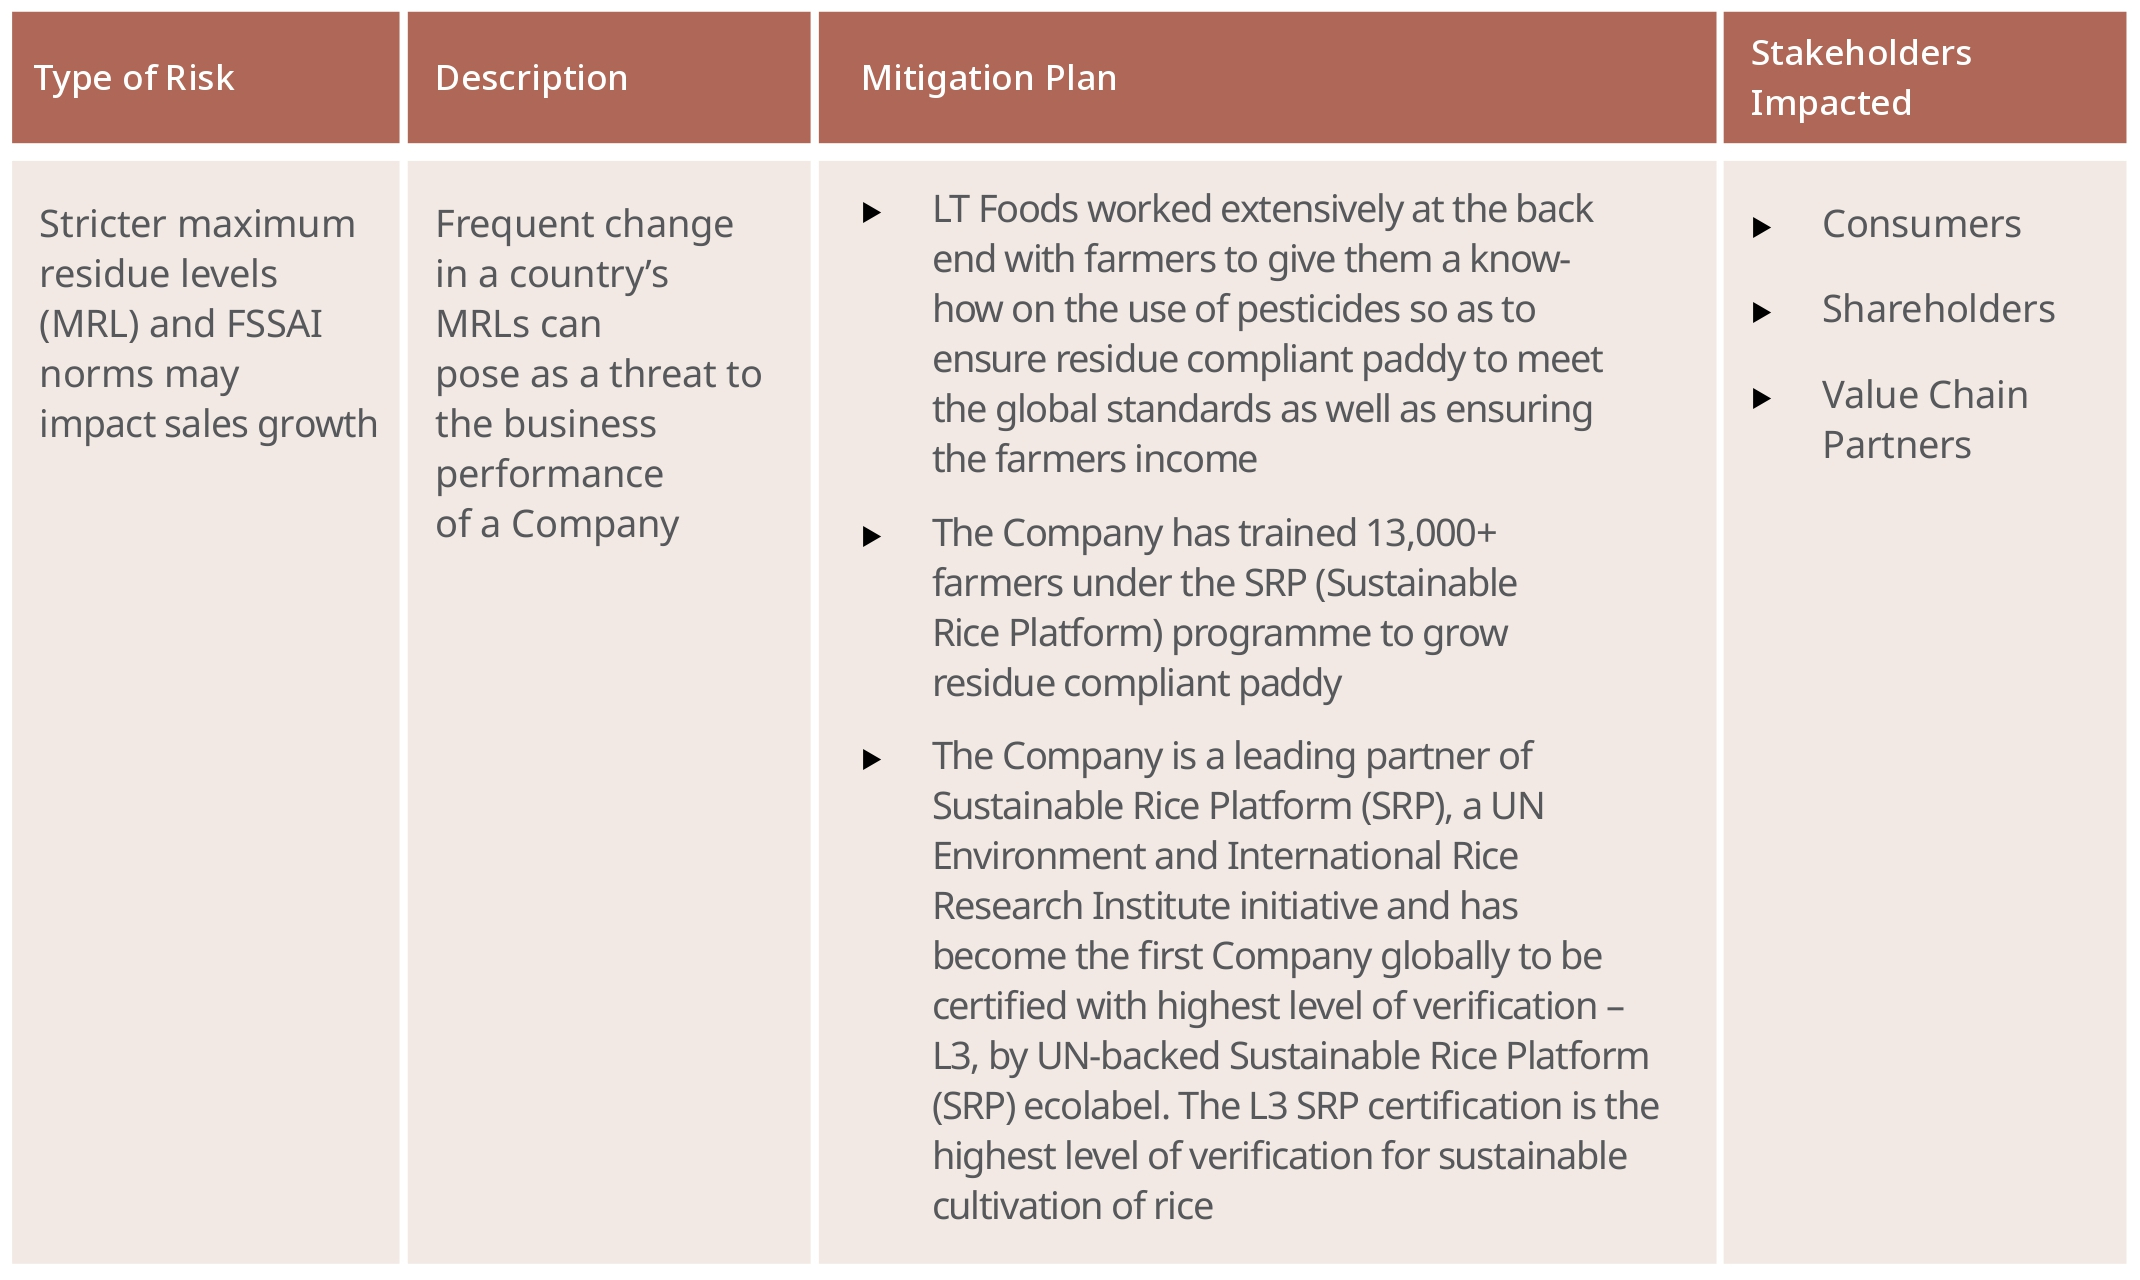 Type of Risk
Description
Mitigation Plan
Stakeholders
Impacted
Stricter maximum
residue levels
(MRL) and FSSAI
norms may
impact sales growth
Frequent change
in a country’s
MRLs can
pose as a threat to
the business
performance
of a Company
LT Foods worked extensively at the back
end with farmers to give them a know-
how on the use of pesticides so as to
ensure residue compliant paddy to meet
the global standards as well as ensuring
the farmers income
The Company has trained 13,000+
farmers under the SRP (Sustainable
Rice Platform) programme to grow
residue compliant paddy
The Company is a leading partner of
Sustainable Rice Platform (SRP), a UN
Environment and International Rice
Research Institute initiative and has
become the first Company globally to be
certified with highest level of verification –
L3, by UN-backed Sustainable Rice Platform
(SRP) ecolabel. The L3 SRP certification is the
highest level of verification for sustainable
cultivation of rice
Consumers
Shareholders
Value Chain
Partners